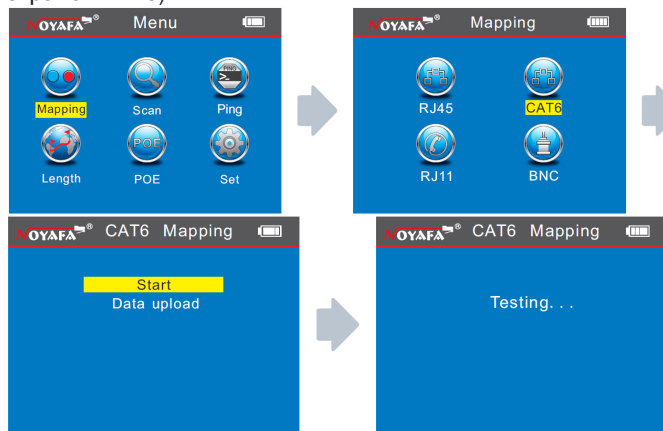 NOYAFA® Menu
Mapping Scan Ping
PING
Length POE Set
POE
NOYAFA® Mapping
RJ45 CAT6
RJ11 BNC
NOYAFA® CAT6 Mapping
Start
Data upload
NOYAFA® CAT6 Mapping
Testing. . .